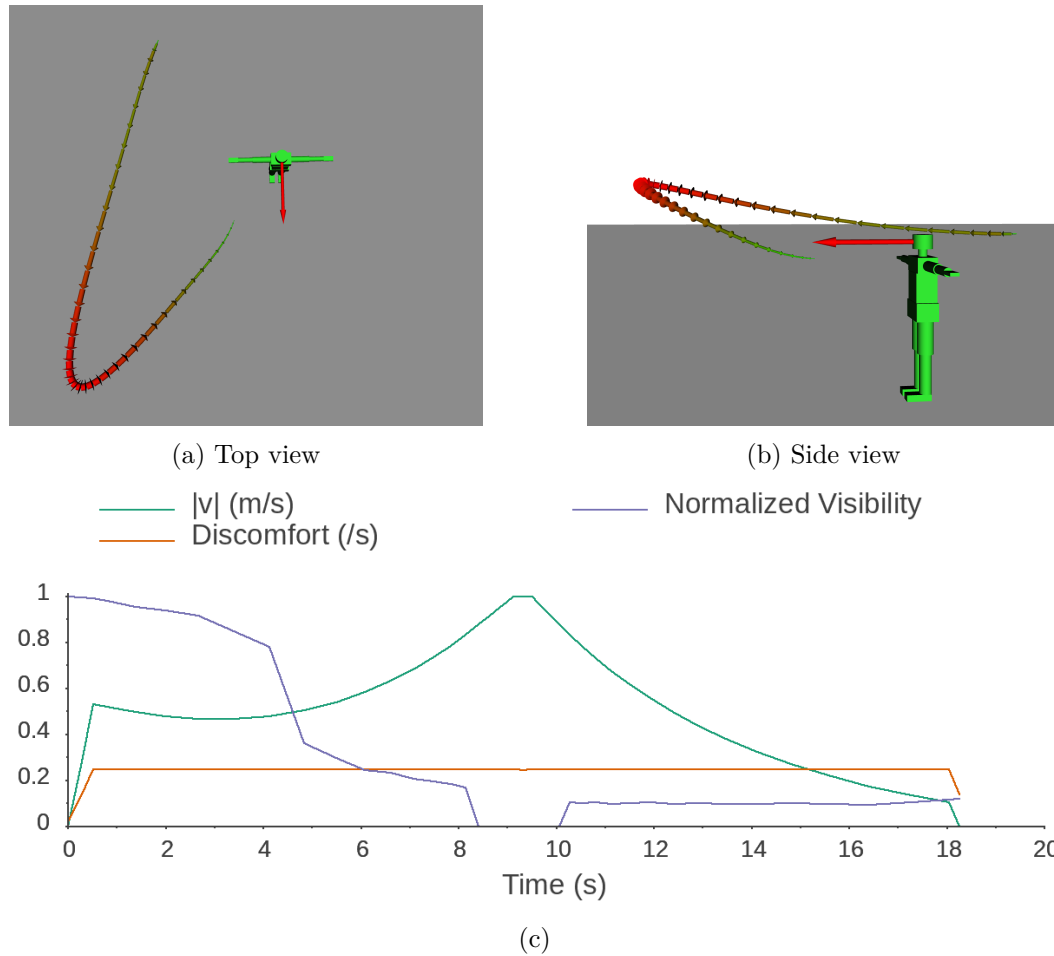 (a) Top view
(b) Side view
|v| (m/s)
Normalized Visibility
Discomfort (/s)
1
0.8
0.6
0.4
0.2
0
0 2 4 6 8 10 12 14 16 18 20
Time (s)
(c)